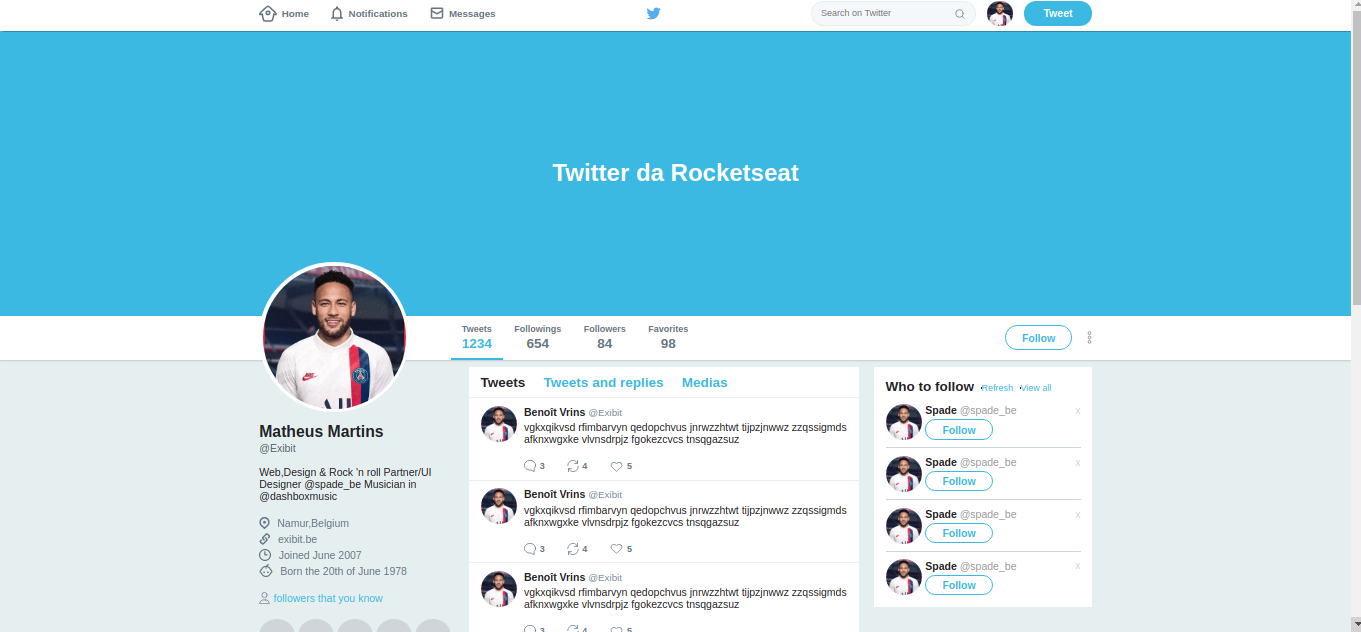 Home Notifications Messages Search on Twitter Tweet
Twitter da Rocketseat
Tweets Followings Followers Favorites
1234 654 84 98
Follow
Matheus Martins
@Exibit
Web,Design & Rock 'n roll Partner/UI
Designer @spade_be Musician in
@dashboxmusic
Namur,Belgium
exibit.be
Joined June 2007
Born the 20th of June 1978
followers that you know
Tweets Tweets and replies Medias
Benoît Vrins @Exibit
vgkxqikvsd rfimbarvyn qedopchvus jnrwzzhtwt tijpzjnwwz zzqssigmds
afknxwgxke vlvnsdrpjz fgokezcvcs tnsqgazsuz
3 4 5
Benoît Vrins @Exibit
vgkxqikvsd rfimbarvyn qedopchvus jnrwzzhtwt tijpzjnwwz zzqssigmds
afknxwgxke vlvnsdrpjz fgokezcvcs tnsqgazsuz
3 4 5
Benoît Vrins @Exibit
vgkxqikvsd rfimbarvyn qedopchvus jnrwzzhtwt tijpzjnwwz zzqssigmds
afknxwgxke vlvnsdrpjz fgokezcvcs tnsqgazsuz
3 4 5
Who to follow •Refresh •View all
Spade @spade_be x
Follow
Spade @spade_be x
Follow
Spade @spade_be x
Follow
Spade @spade_be x
Follow